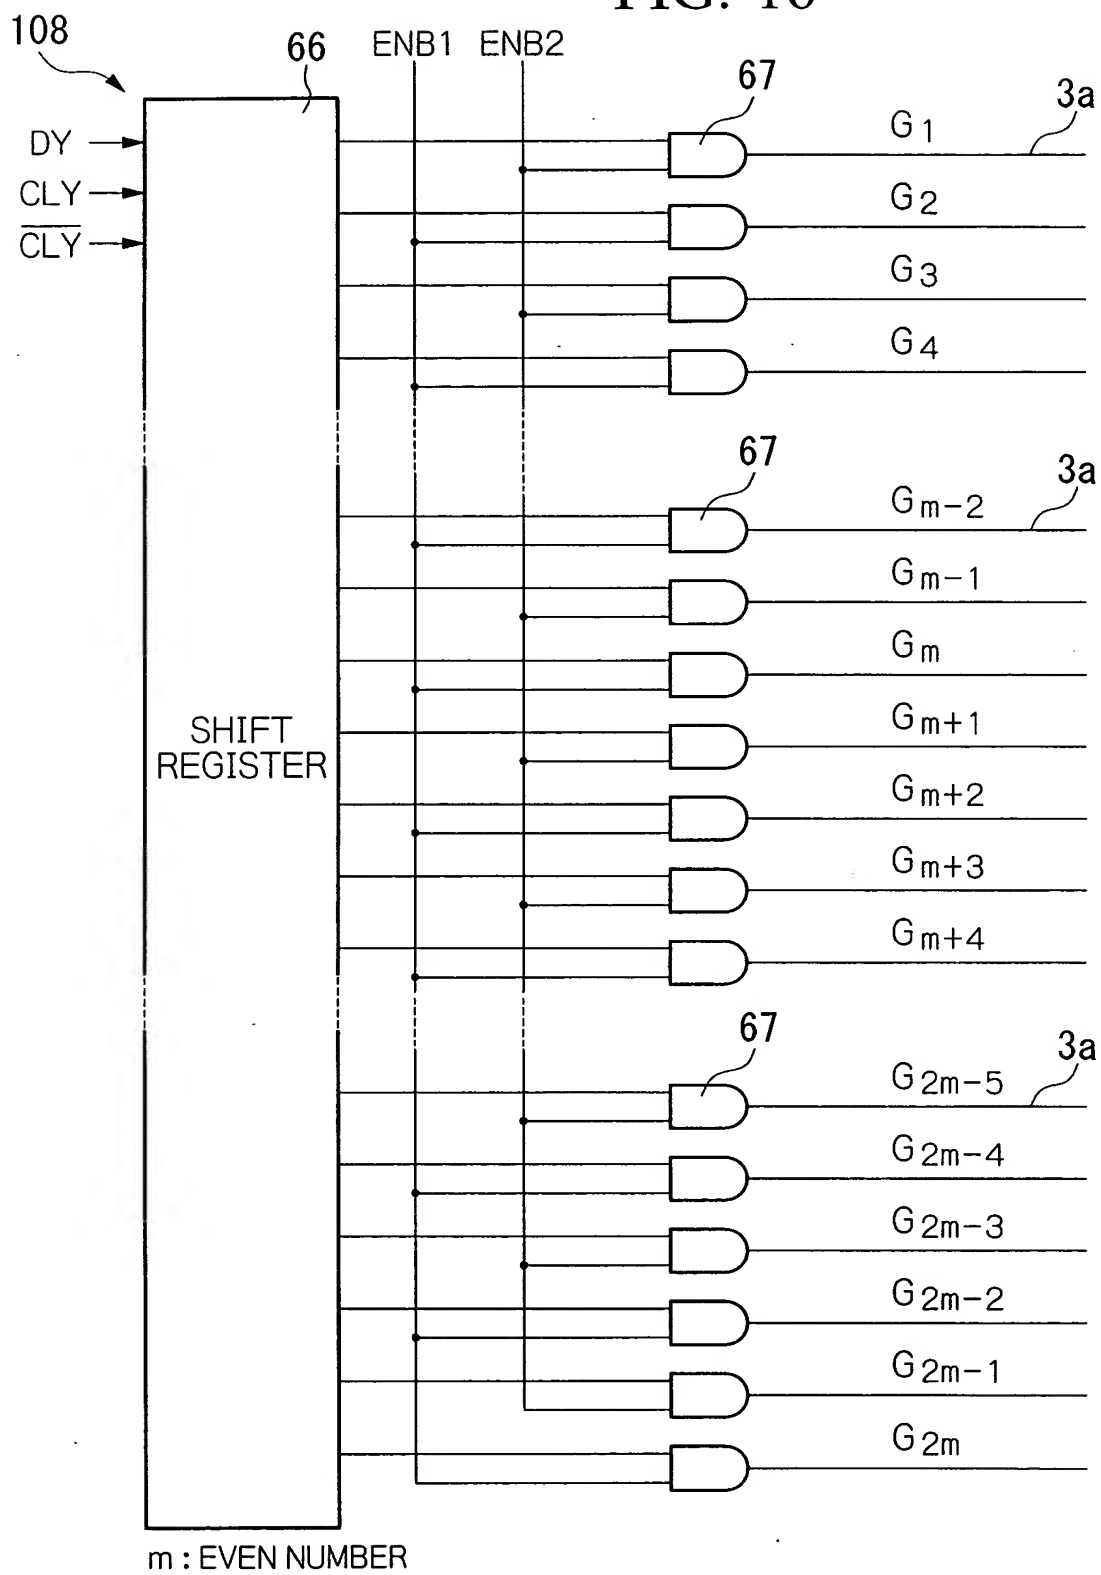 FIG. 10
108
66
ENB1
ENB2
67
3a
DY
CLY
C̅L̅Y̅
G1
G2
G3
G4
67
3a
Gm-2
Gm-1
Gm
SHIFT
REGISTER
Gm+1
Gm+2
Gm+3
Gm+4
67
3a
G2m-5
G2m-4
G2m-3
G2m-2
G2m-1
G2m
m : EVEN NUMBER